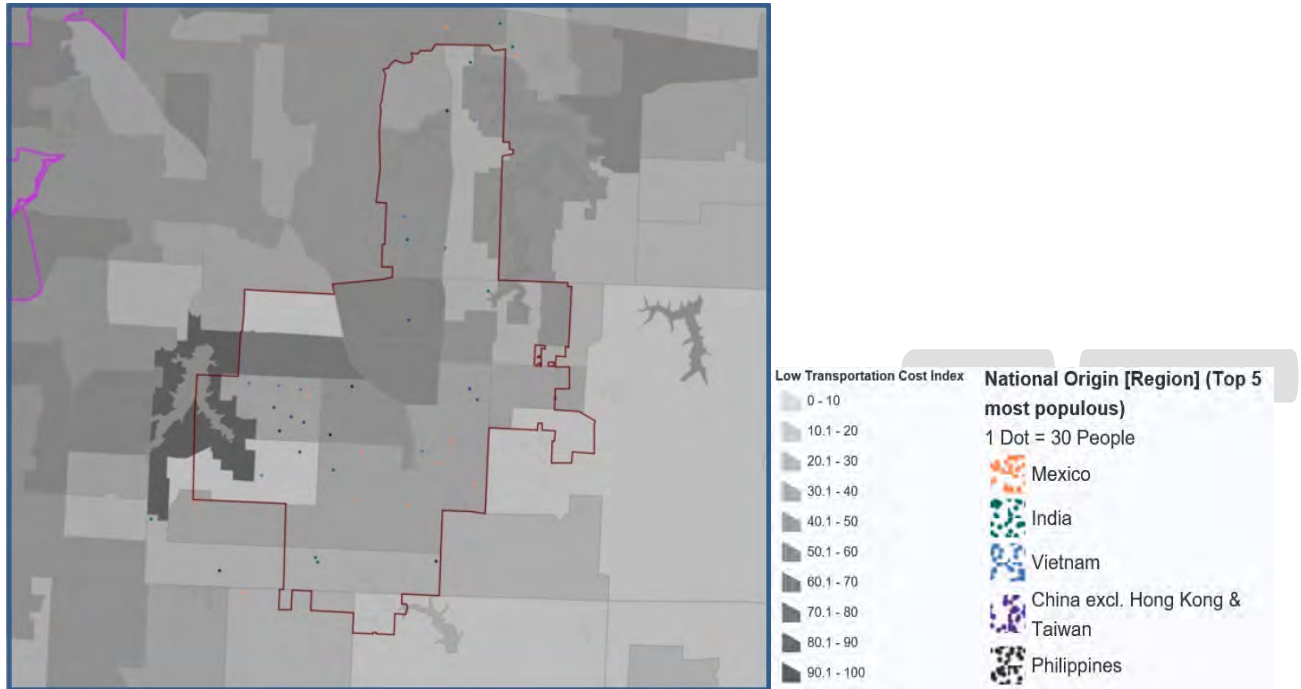 Low Transportation Cost Index
0 - 10
10.1 - 20
20.1 - 30
30.1 - 40
40.1 - 50
50.1 - 60
60.1 - 70
70.1 - 80
80.1 - 90
90.1 - 100
National Origin [Region] (Top 5
most populous)
1 Dot = 30 People
Mexico
India
Vietnam
China excl. Hong Kong &
Taiwan
Philippines